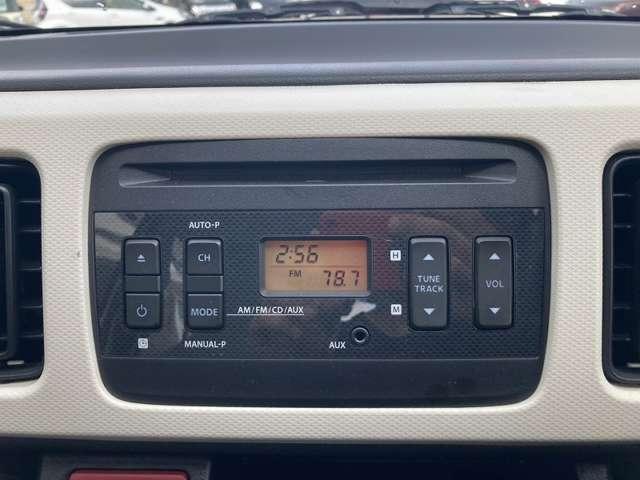 AUTO-P
CH
MODE
AM/FM/CD/AUX
MANUAL-P
2:56
FM
78.7
H
M
TUNE
TRACK
VOL
AUX